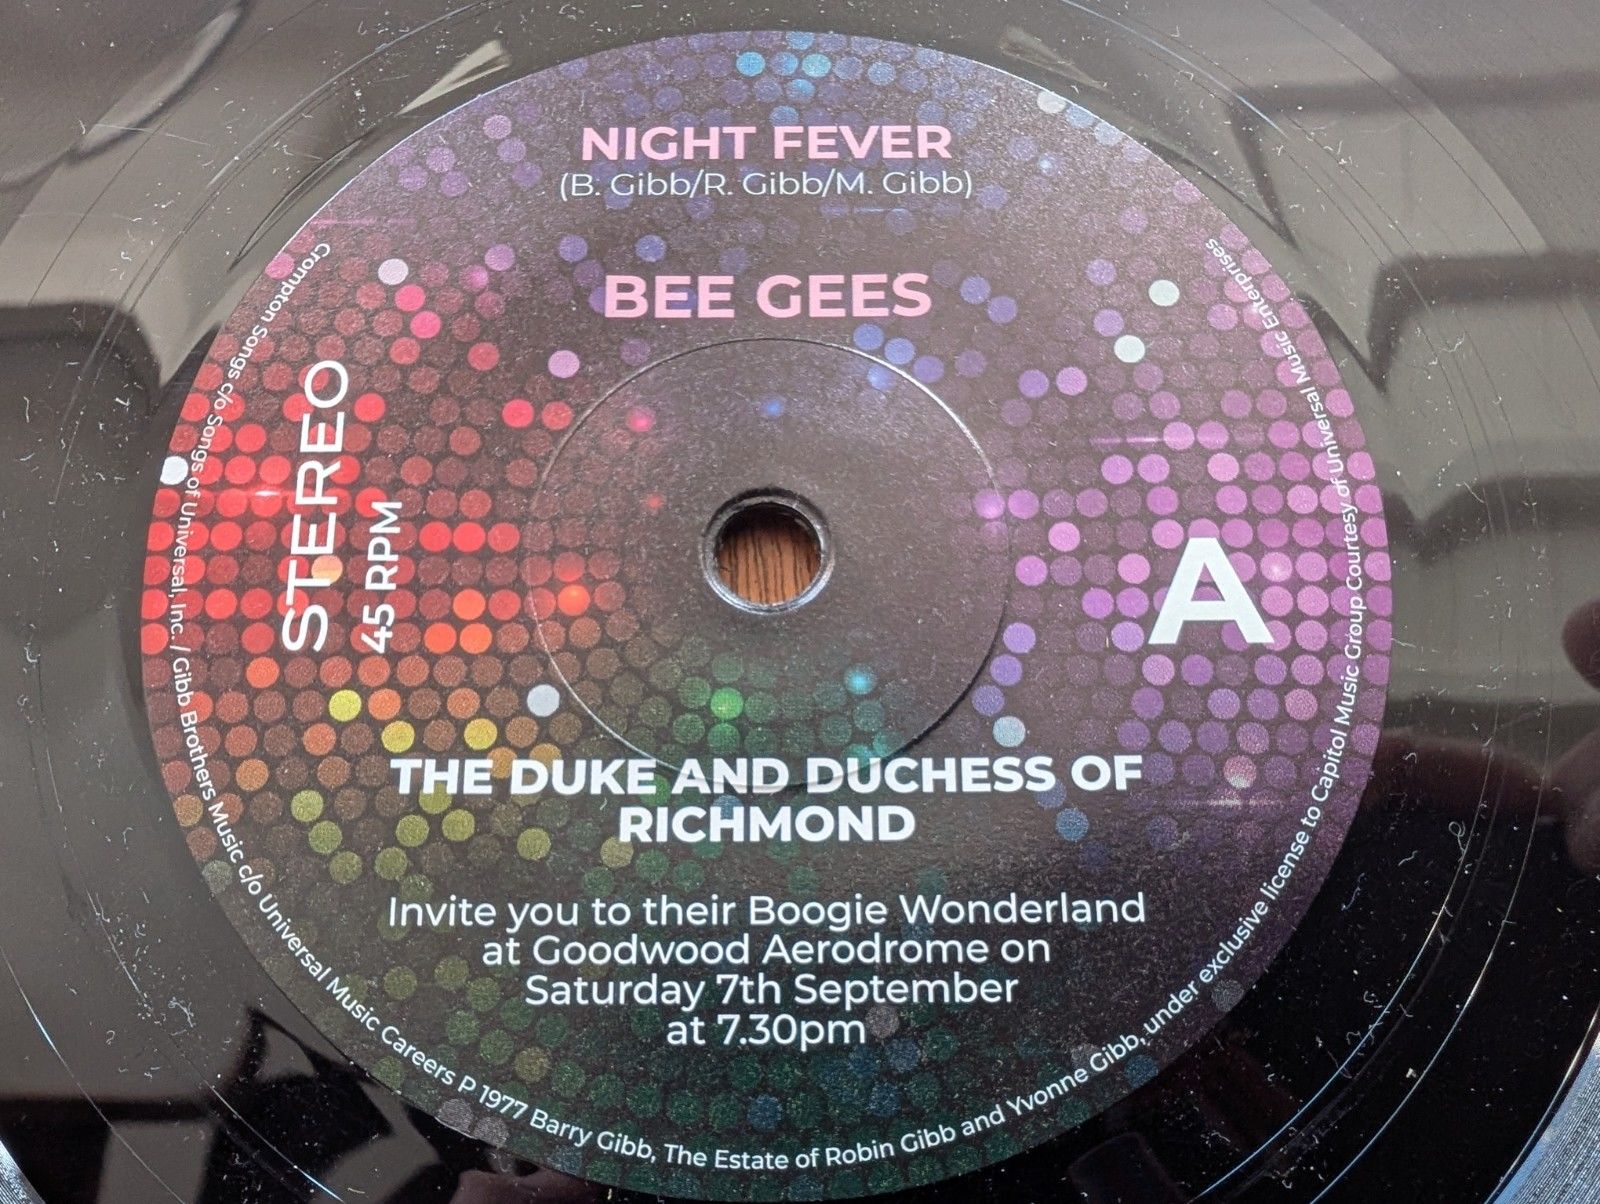 NIGHT FEVER
(B. Gibb/R. Gibb/M. Gibb)
BEE GEES
STEREO
45 RPM
A
THE DUKE AND DUCHESS OF
RICHMOND
Invite you to their Boogie Wonderland
at Goodwood Aerodrome on
Saturday 7th September
at 7.30pm
Crompton Songs c/o Songs of Universal, Inc. / Gibb Brothers Music c/o Universal Music Careers P 1977 Barry Gibb, The Estate of Robin Gibb and Yvonne Gibb, under exclusive license to Capitol Music Group Courtesy of Universal Music Enterprises